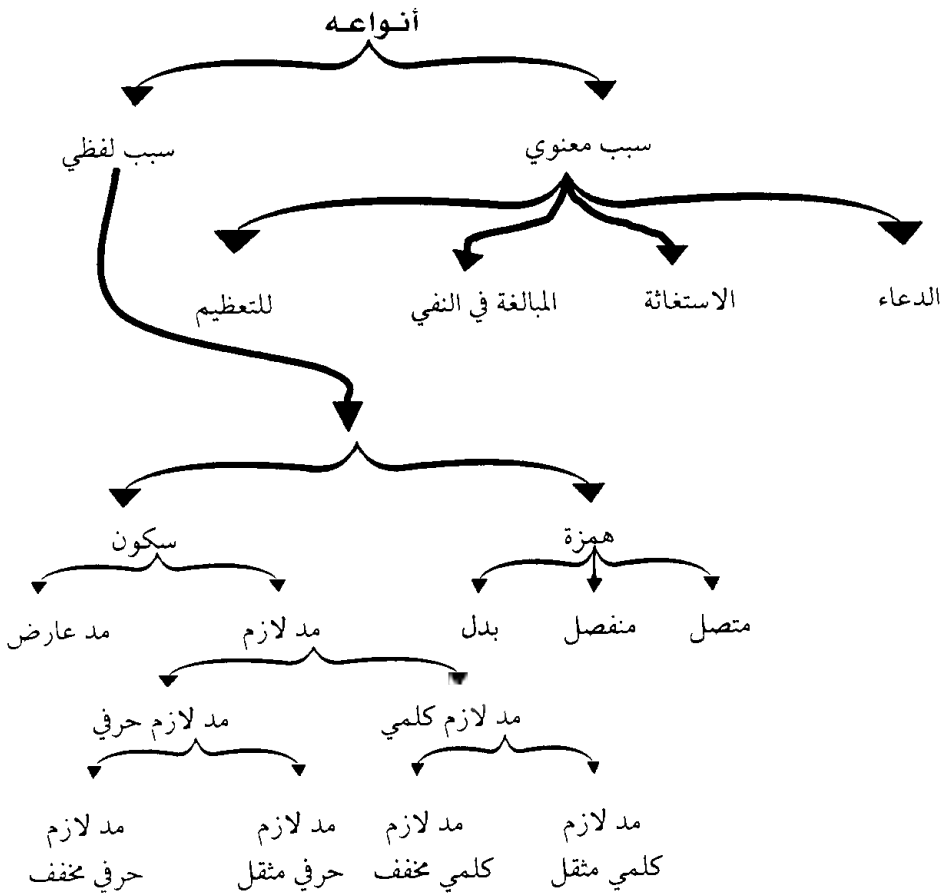 أنواعه
سبب معنوي
سبب لفظي
الدعاء
الاستغاثة
المبالغة في النفي
للتعظيم
همزة
سكون
متصل
منفصل
بدل
مد لازم
مد عارض
مد لازم كلمي
مد لازم حرفي
مد لازم
كلمي مثقل
مد لازم
كلمي مخفف
مد لازم
حرفي مثقل
مد لازم
حرفي مخفف